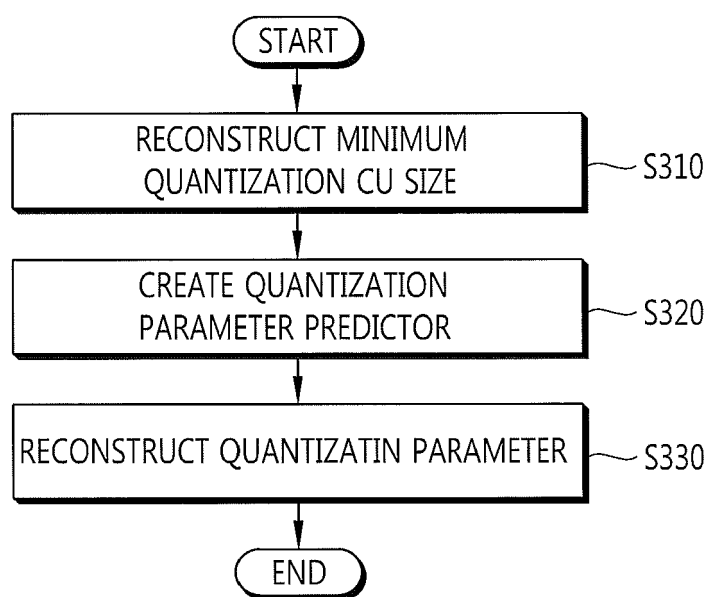 START
RECONSTRUCT MINIMUM
QUANTIZATION CU SIZE
S310
CREATE QUANTIZATION
PARAMETER PREDICTOR
S320
RECONSTRUCT QUANTIZATIN PARAMETER
S330
END